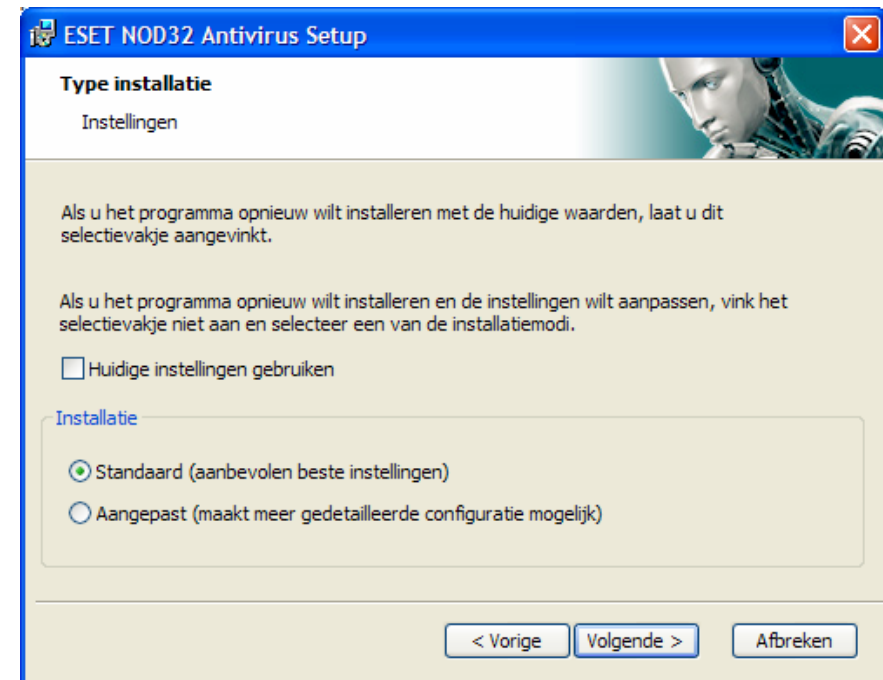 ESET NOD32 Antivirus Setup
Type installatie
Instellingen
Als u het programma opnieuw wilt installeren met de huidige waarden, laat u dit
selectievakje aangevinkt.
Als u het programma opnieuw wilt installeren en de instellingen wilt aanpassen, vink het
selectievakje niet aan en selecteer een van de installatiemodi.
Huidige instellingen gebruiken
Installatie
Standaard (aanbevolen beste instellingen)
Aangepast (maakt meer gedetailleerde configuratie mogelijk)
< Vorige Volgende > Afbreken